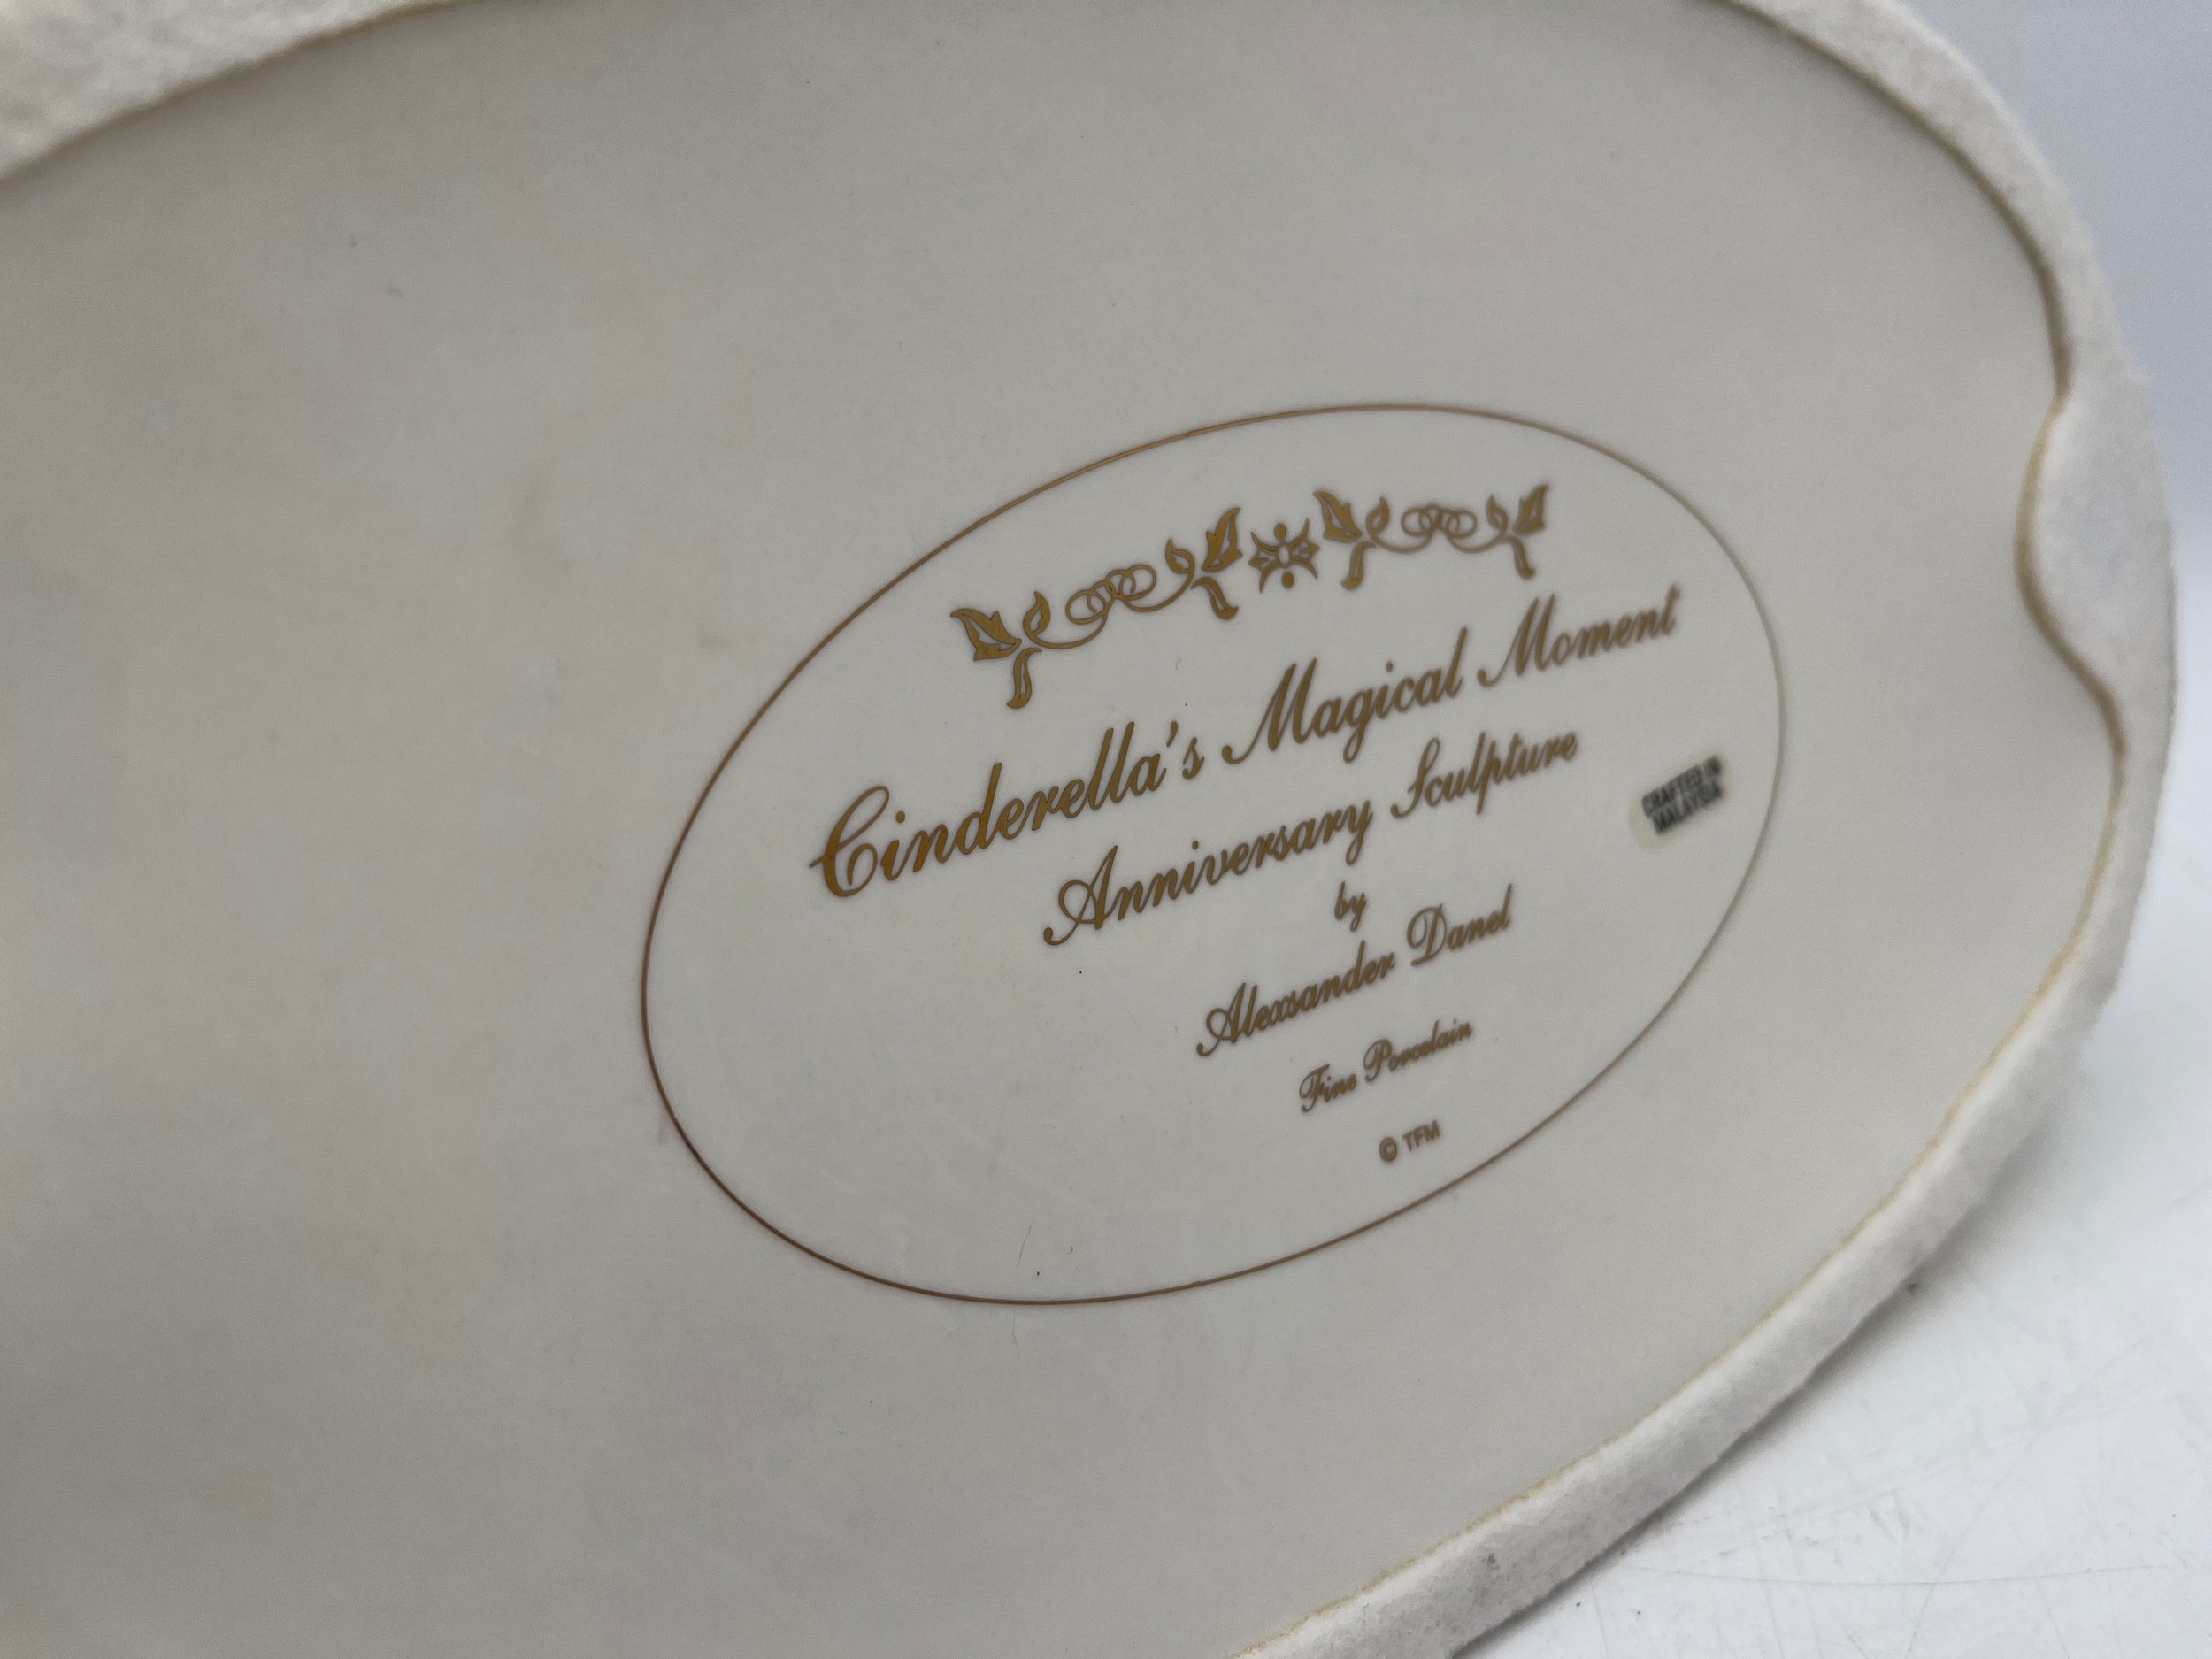 Cinderella's Magical Moment
Anniversary Sculpture
by
Alexsander Danel
Fine Porcelain
© TFM
CRAFTED IN
MALAYSIA